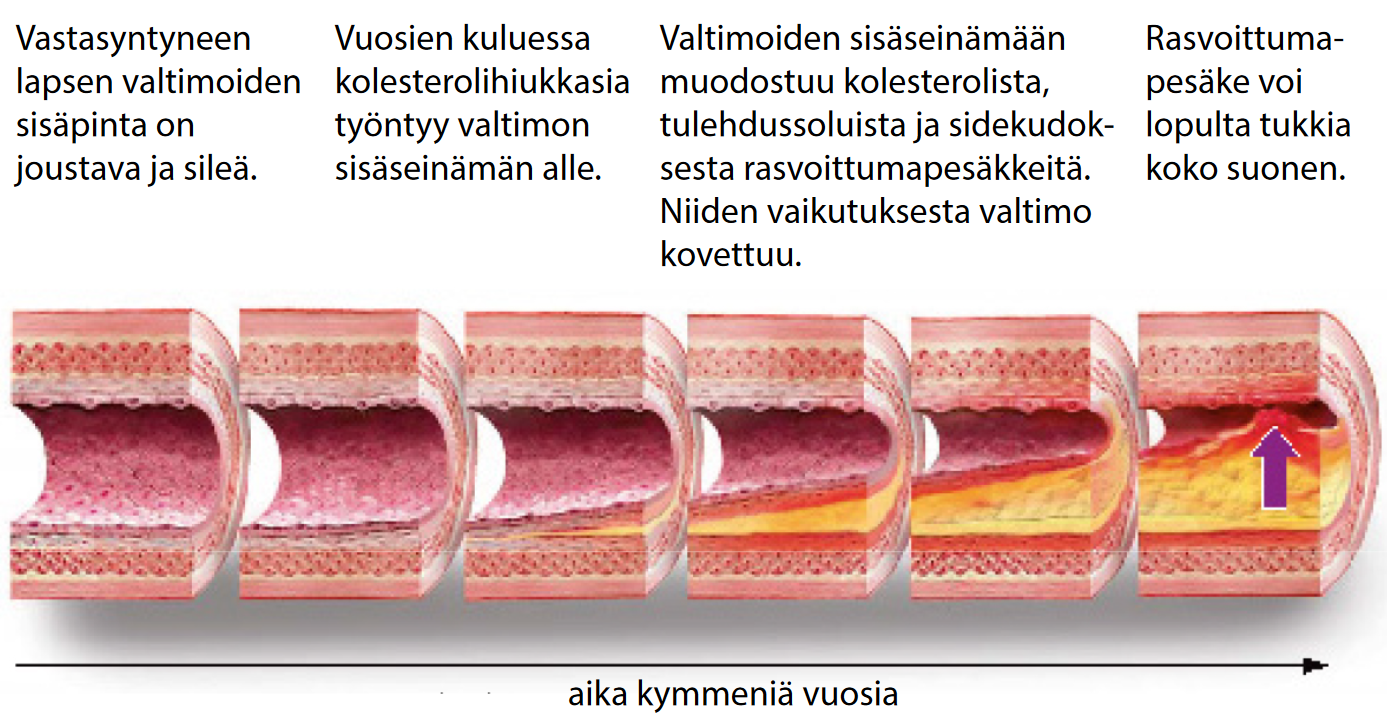 Vastasyntyneen
lapsen valtimoiden
sisäpinta on
joustava ja sileä.
Vuosien kuluessa
kolesterolihiukkasia
työntyy valtimon
sisäseinämän alle.
Valtimoiden sisäseinämään
muodostuu kolesterolista,
tulehdussoluista ja sidekudok-
sesta rasvoittumapesäkkeitä.
Niiden vaikutuksesta valtimo
kovettuu.
Rasvoittuma-
pesäke voi
lopulta tukkia
koko suonen.
aika kymmeniä vuosia